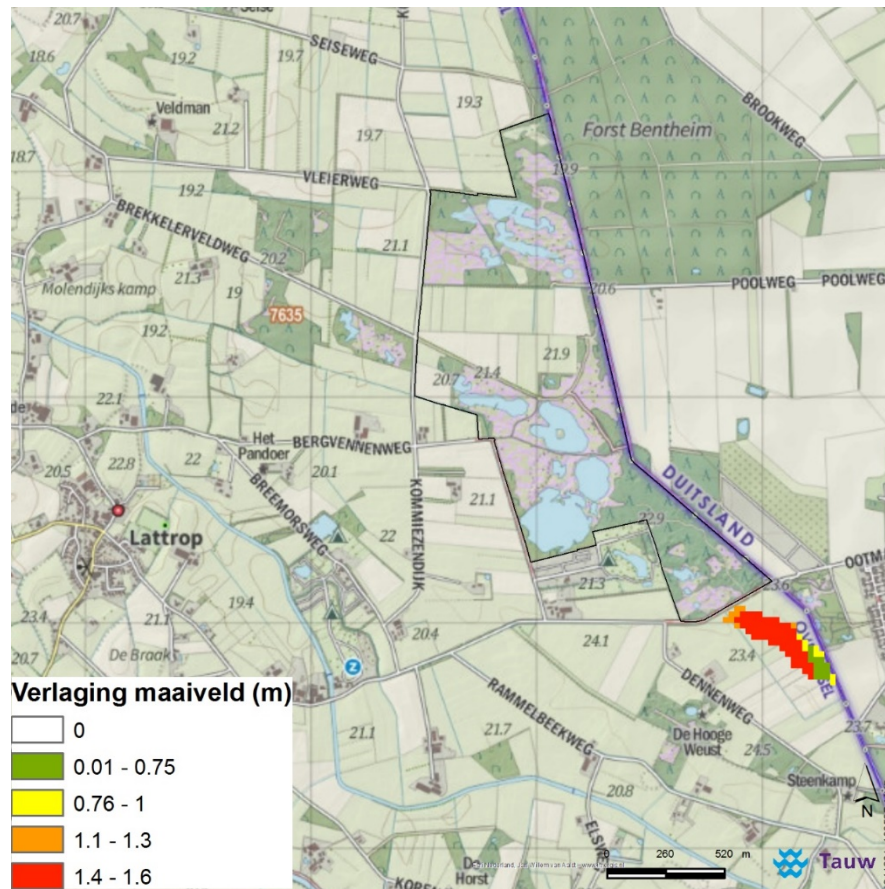 20.7
19.2
18.6
SEISEWEG
19.7
19.3
Veldman
21.2
19.7
BROOKWEG
Forst Bentheim
18.7
VLEIERWEG
19.9
19.2
BREKKELERVELDWEG
21.1
20.2
21.3
19
Molendijks kamp
20.6
POOLWEG
POOLWEG
7635
19.2
21.9
21.4
20.7
22.1
Het
Pandoer
BERGVENNENWEG
20.5
22.8
22
20.1
BREEMORSWEG
KOMMIEZENDIJK
21.1
DUITSLAND
22
22.9
Lattrop
21.3
OOTM
23.6
19.4
23.4
21.1
20.4
24.1
23.4
20.7
De Braak
Z
DENNENWEG
RAMMELBEEKWEG
23.7
21.1
21.7
De Hooge
Weust
24.5
Steenkamp
20.8
ELSW
De
Horst
Verlaging maaiveld (m)
0
0.01 - 0.75
0.76 - 1
1.1 - 1.3
1.4 - 1.6
N
0 260 520 m
Tauw